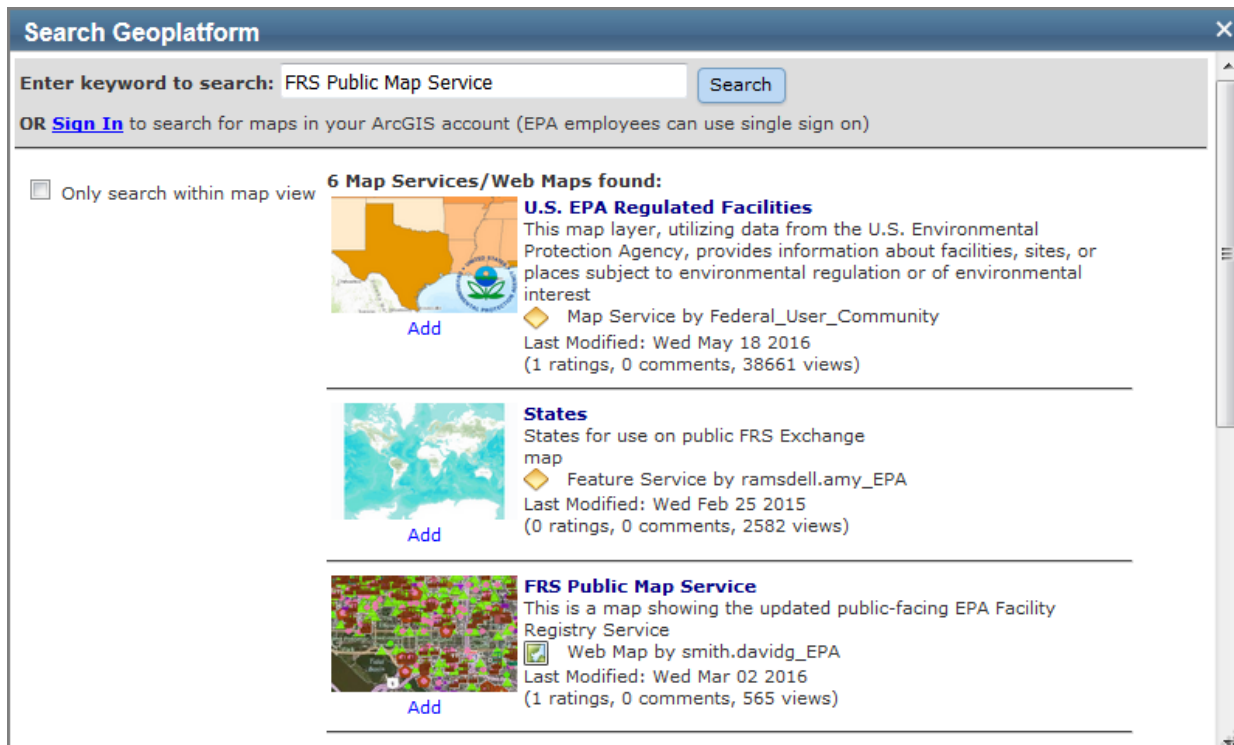 Search Geoplatform
Enter keyword to search: FRS Public Map Service Search
OR Sign In to search for maps in your ArcGIS account (EPA employees can use single sign on)
Only search within map view
6 Map Services/Web Maps found:
U.S. EPA Regulated Facilities
This map layer, utilizing data from the U.S. Environmental
Protection Agency, provides information about facilities, sites, or
places subject to environmental regulation or of environmental
interest
Map Service by Federal_User_Community
Last Modified: Wed May 18 2016
(1 ratings, 0 comments, 38661 views)
Add
States
States for use on public FRS Exchange
map
Feature Service by ramsdell.amy_EPA
Last Modified: Wed Feb 25 2015
(0 ratings, 0 comments, 2582 views)
Add
FRS Public Map Service
This is a map showing the updated public-facing EPA Facility
Registry Service
Web Map by smith.davidg_EPA
Last Modified: Wed Mar 02 2016
(1 ratings, 0 comments, 565 views)
Add